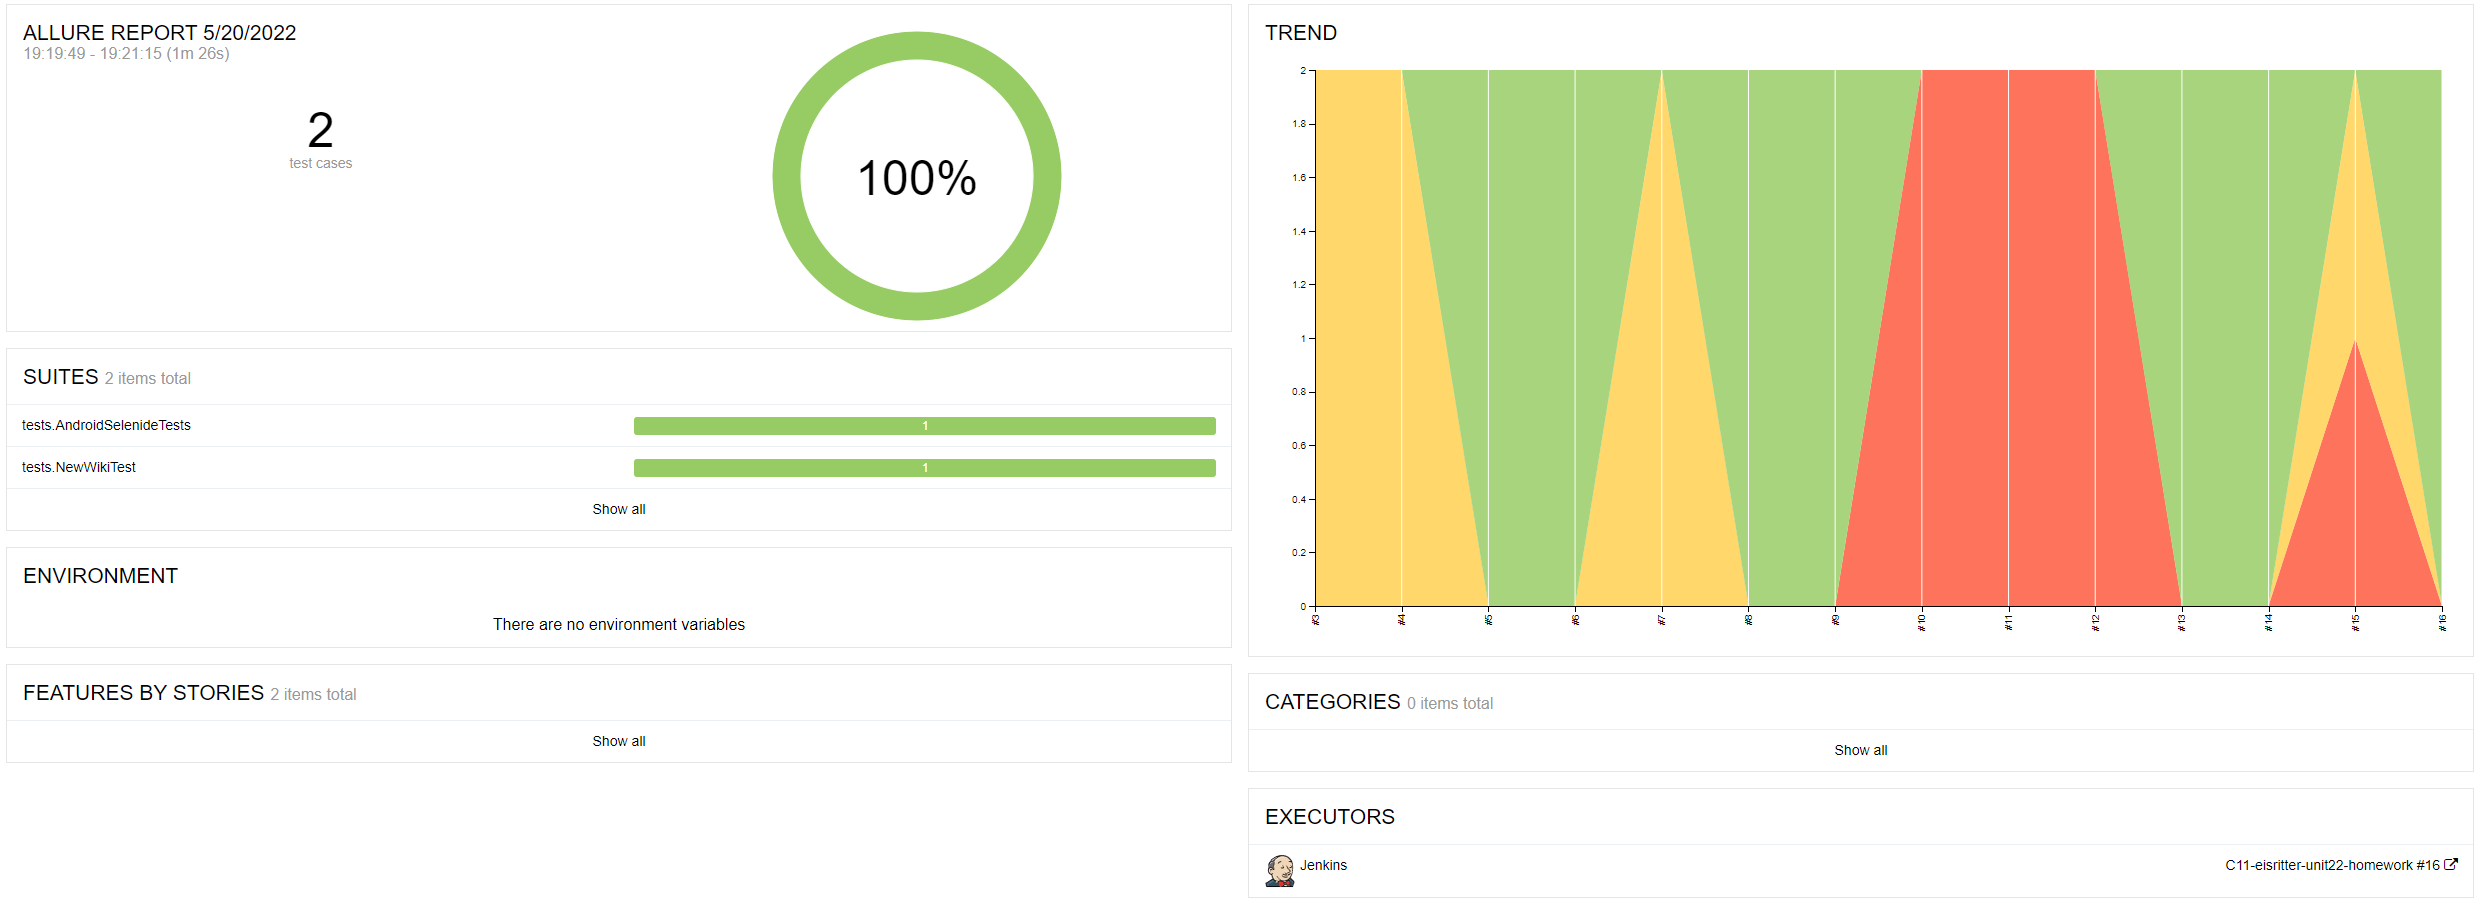 ALLURE REPORT 5/20/2022
19:19:49 - 19:21:15 (1m 26s)
2
test cases
100%
SUITES 2 items total
tests.AndroidSelenideTests 1
tests.NewWikiTest 1
Show all
ENVIRONMENT
There are no environment variables
FEATURES BY STORIES 2 items total
Show all
TREND
2
1.8
1.6
1.4
1.2
1
0.8
0.6
0.4
0.2
0
#3 #4 #5 #6 #7 #8 #9 #10 #11 #12 #13 #14 #15 #16
CATEGORIES 0 items total
Show all
EXECUTORS
Jenkins C11-eisritter-unit22-homework #16